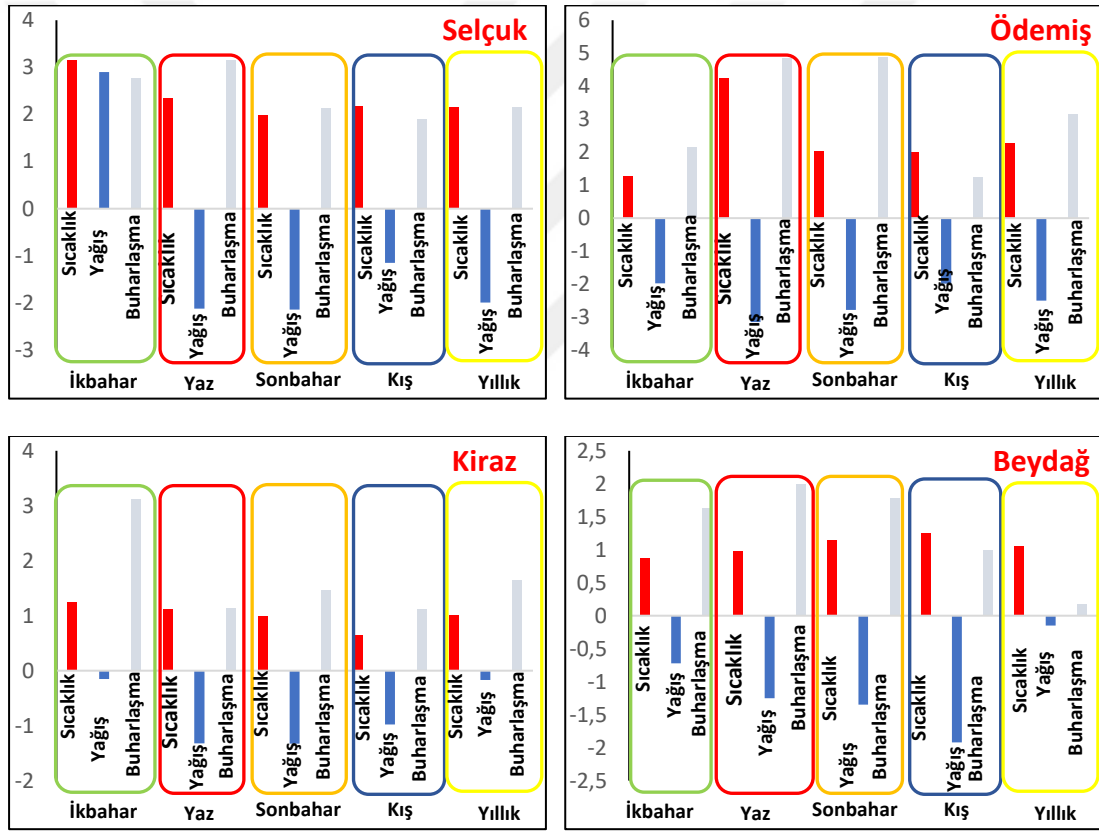 Selçuk
4
3
2
1
0
-1
-2
-3
Sıcaklık
Yağış
Buharlaşma
Sıcaklık
Yağış
Buharlaşma
Sıcaklık
Yağış
Buharlaşma
Sıcaklık
Yağış
Buharlaşma
Sıcaklık
Yağış
Buharlaşma
İkbahar Yaz Sonbahar Kış Yıllık
Ödemiş
6
5
4
3
2
1
0
-1
-2
-3
-4
Sıcaklık
Yağış
Buharlaşma
Sıcaklık
Yağış
Buharlaşma
Sıcaklık
Yağış
Buharlaşma
Sıcaklık
Yağış
Buharlaşma
Sıcaklık
Yağış
Buharlaşma
İkbahar Yaz Sonbahar Kış Yıllık
Kiraz
4
3
2
1
0
-1
-2
Sıcaklık
Yağış
Buharlaşma
Sıcaklık
Yağış
Buharlaşma
Sıcaklık
Yağış
Buharlaşma
Sıcaklık
Yağış
Buharlaşma
Sıcaklık
Yağış
Buharlaşma
İkbahar Yaz Sonbahar Kış Yıllık
Beydağ
2,5
2
1,5
1
0,5
0
-0,5
-1
-1,5
-2
-2,5
Sıcaklık
Yağış
Buharlaşma
Sıcaklık
Yağış
Buharlaşma
Sıcaklık
Yağış
Buharlaşma
Sıcaklık
Yağış
Buharlaşma
Sıcaklık
Yağış
Buharlaşma
İkbahar Yaz Sonbahar Kış Yıllık